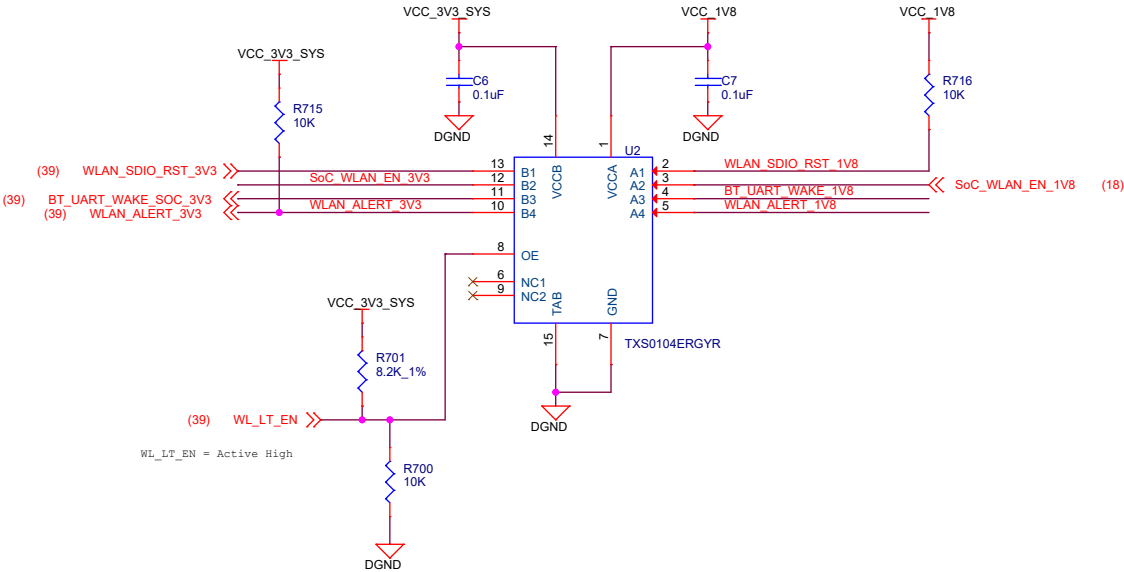 VCC_3V3_SYS
VCC_1V8
VCC_1V8
VCC_3V3_SYS
C6
0.1uF
C7
0.1uF
R716
10K
R715
10K
DGND
DGND
14
1
U2
(39) WLAN_SDIO_RST_3V3
13
B1
VCCB
VCCA
A1
2
WLAN_SDIO_RST_1V8
SoC_WLAN_EN_3V3
12
B2
A2
3
SoC_WLAN_EN_1V8 (18)
(39) BT_UART_WAKE_SOC_3V3
11
B3
A3
4
BT_UART_WAKE_1V8
(39) WLAN_ALERT_3V3
WLAN_ALERT_3V3
10
B4
A4
5
WLAN_ALERT_1V8
8
OE
6
NC1
9
NC2
TAB
GND
VCC_3V3_SYS
15
7
TXS0104ERGYR
R701
8.2K_1%
DGND
(39) WL_LT_EN
WL_LT_EN = Active High
R700
10K
DGND